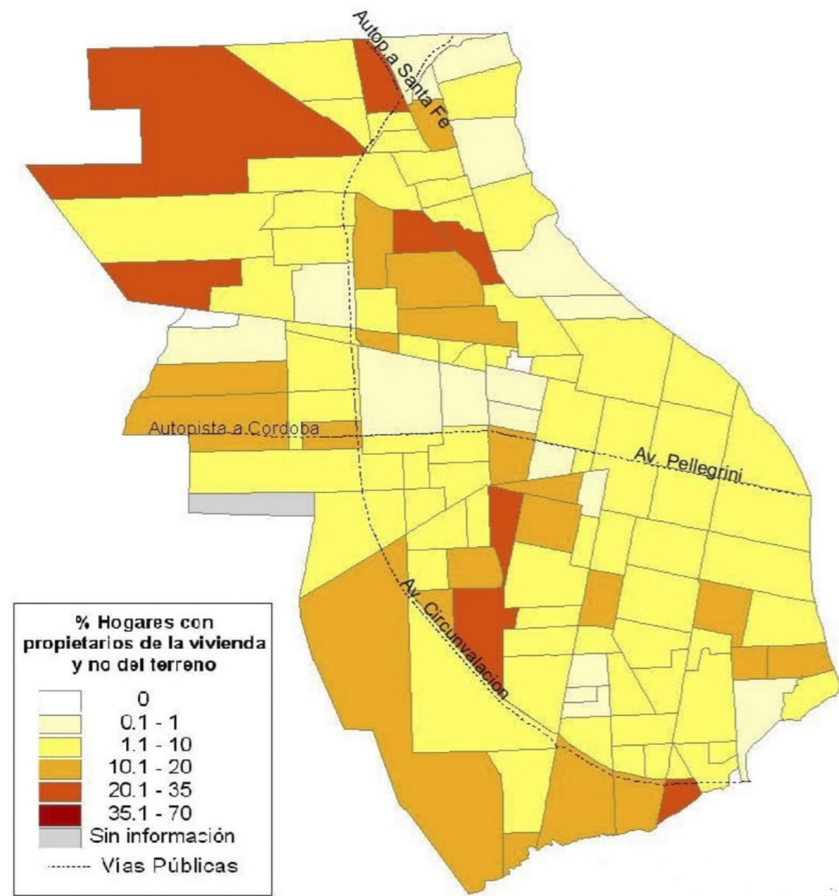 Autop. a Santa Fe
Autopista a Cordoba
Av. Pellegrini
Av. Circunvalacion
% Hogares con
propietarios de la vivienda
y no del terreno
0
0.1 - 1
1.1 - 10
10.1 - 20
20.1 - 35
35.1 - 70
Sin información
Vías Públicas